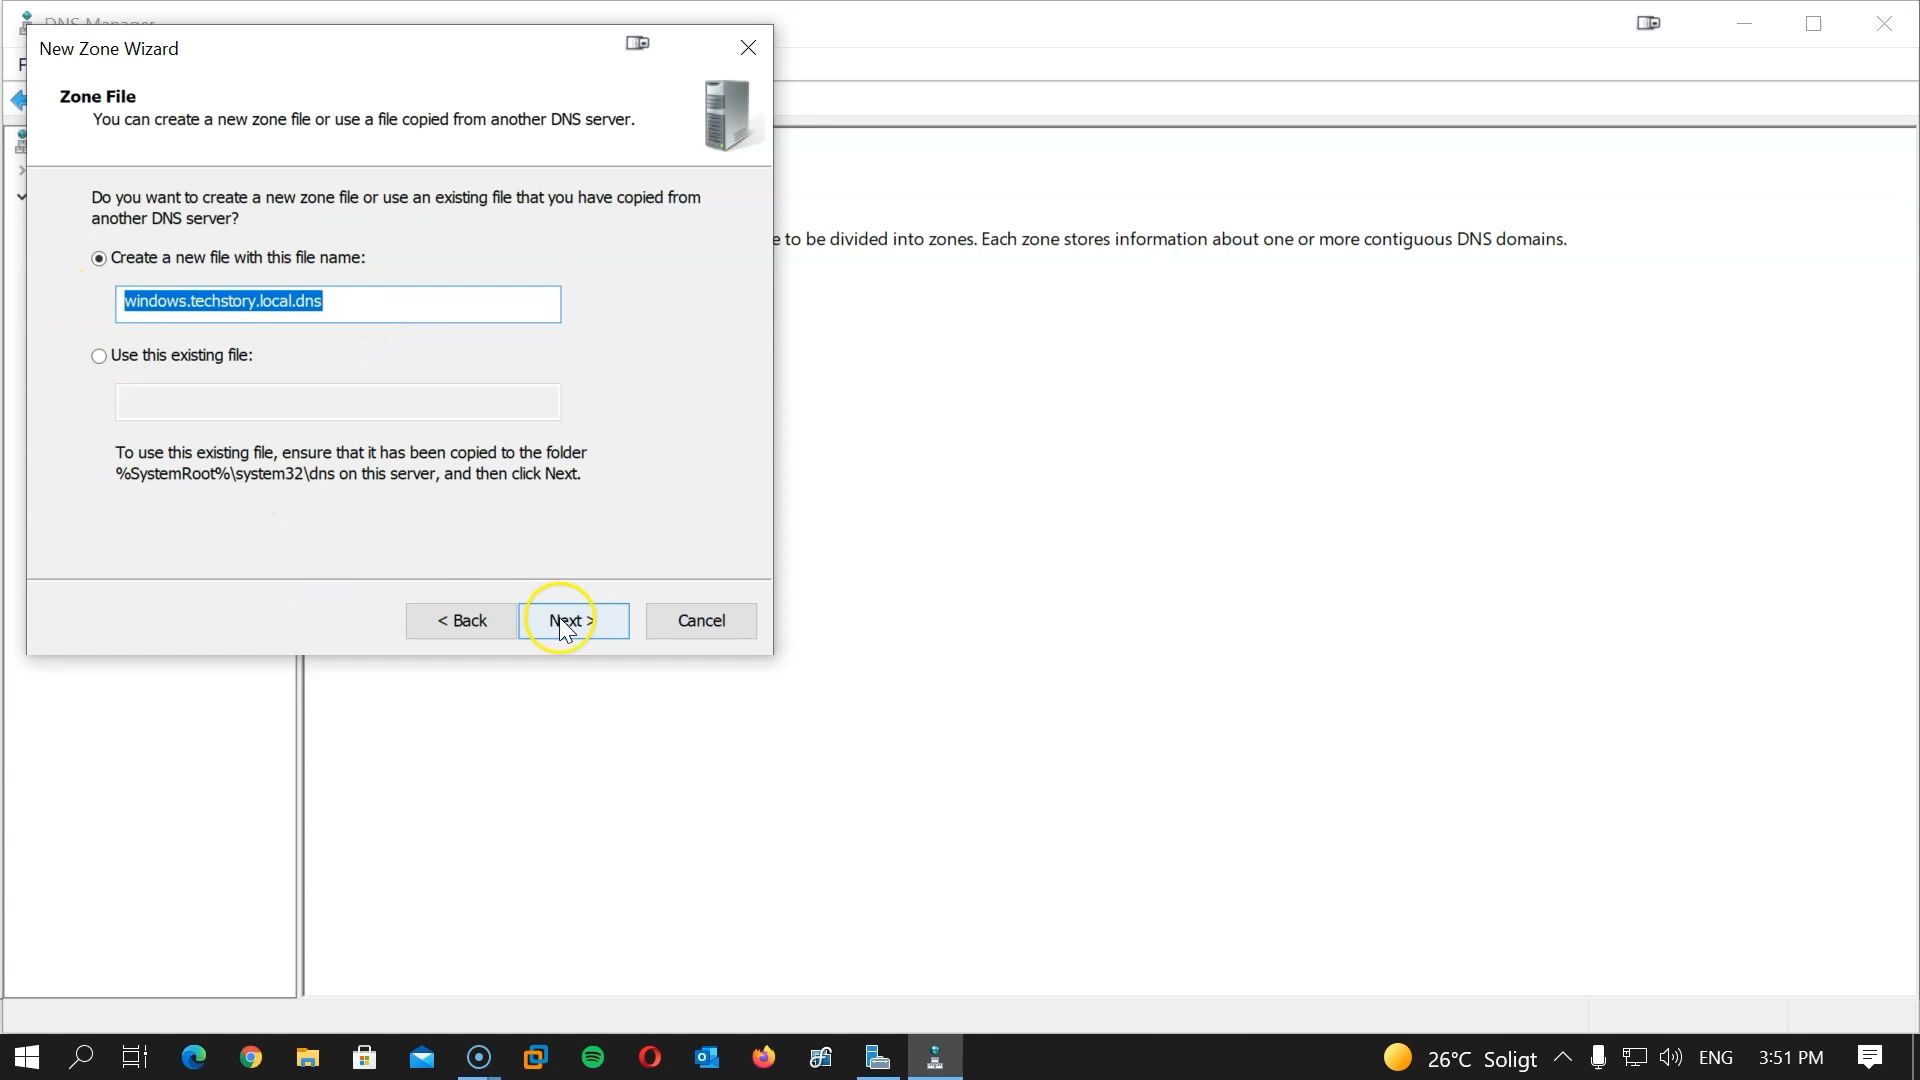 DNS Manager
New Zone Wizard
F
Zone File
You can create a new zone file or use a file copied from another DNS server.
Do you want to create a new zone file or use an existing file that you have copied from
another DNS server?
e to be divided into zones. Each zone stores information about one or more contiguous DNS domains.
Create a new file with this file name:
windows.techstory.local.dns
Use this existing file:
To use this existing file, ensure that it has been copied to the folder
%SystemRoot%\system32\dns on this server, and then click Next.
< Back
Next >
Cancel
26°C Soligt
ENG
3:51 PM